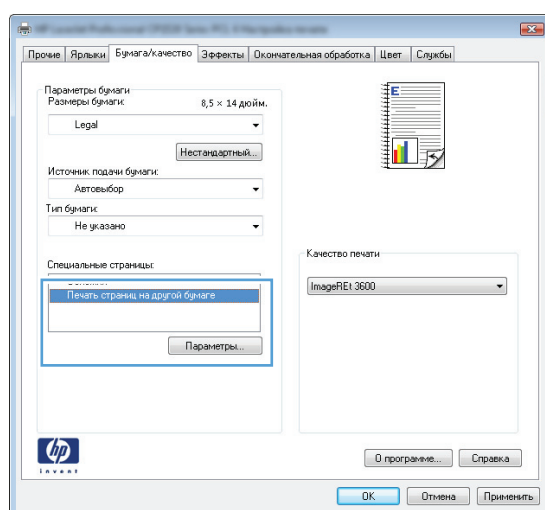 Прочие Ярлыки Бумага/качество Эффекты Окончательная обработка Цвет Службы
Параметры бумаги
Размеры бумаги: 8,5 × 14 дюйм.
Legal
Нестандартный...
Источник подачи бумаги:
Автовыбор
Тип бумаги:
Не указано
Специальные страницы:
Печать страниц на другой бумаге
Параметры...
E
Качество печати
ImageREt 3600
hp
invent
О программе... Справка
OK Отмена Применить